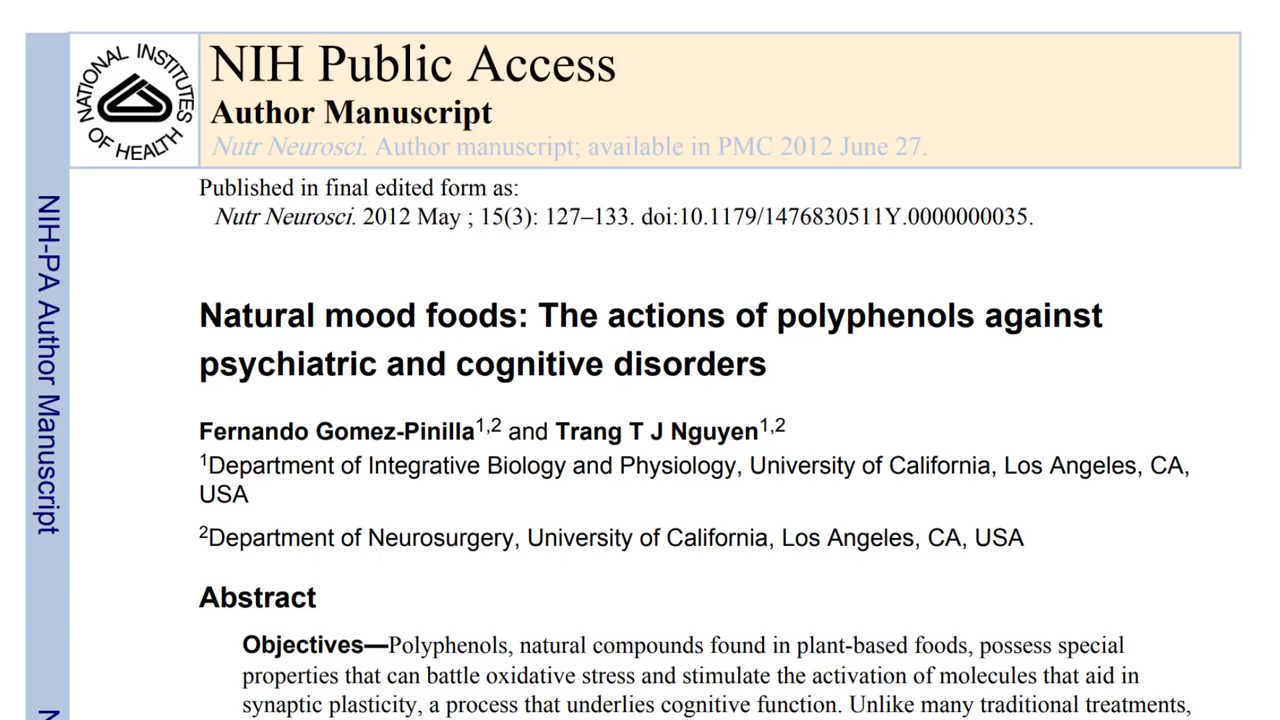 NATIONAL INSTITUTES
OF HEALTH
NIH Public Access
Author Manuscript
Nutr Neurosci. Author manuscript; available in PMC 2012 June 27.
Published in final edited form as:
Nutr Neurosci. 2012 May ; 15(3): 127–133. doi:10.1179/1476830511Y.0000000035.
NIH-PA Author Manuscript
Natural mood foods: The actions of polyphenols against
psychiatric and cognitive disorders
Fernando Gomez-Pinilla1,2 and Trang T J Nguyen1,2
1Department of Integrative Biology and Physiology, University of California, Los Angeles, CA,
USA
2Department of Neurosurgery, University of California, Los Angeles, CA, USA
Abstract
Objectives—Polyphenols, natural compounds found in plant-based foods, possess special
properties that can battle oxidative stress and stimulate the activation of molecules that aid in
synaptic plasticity, a process that underlies cognitive function. Unlike many traditional treatments,